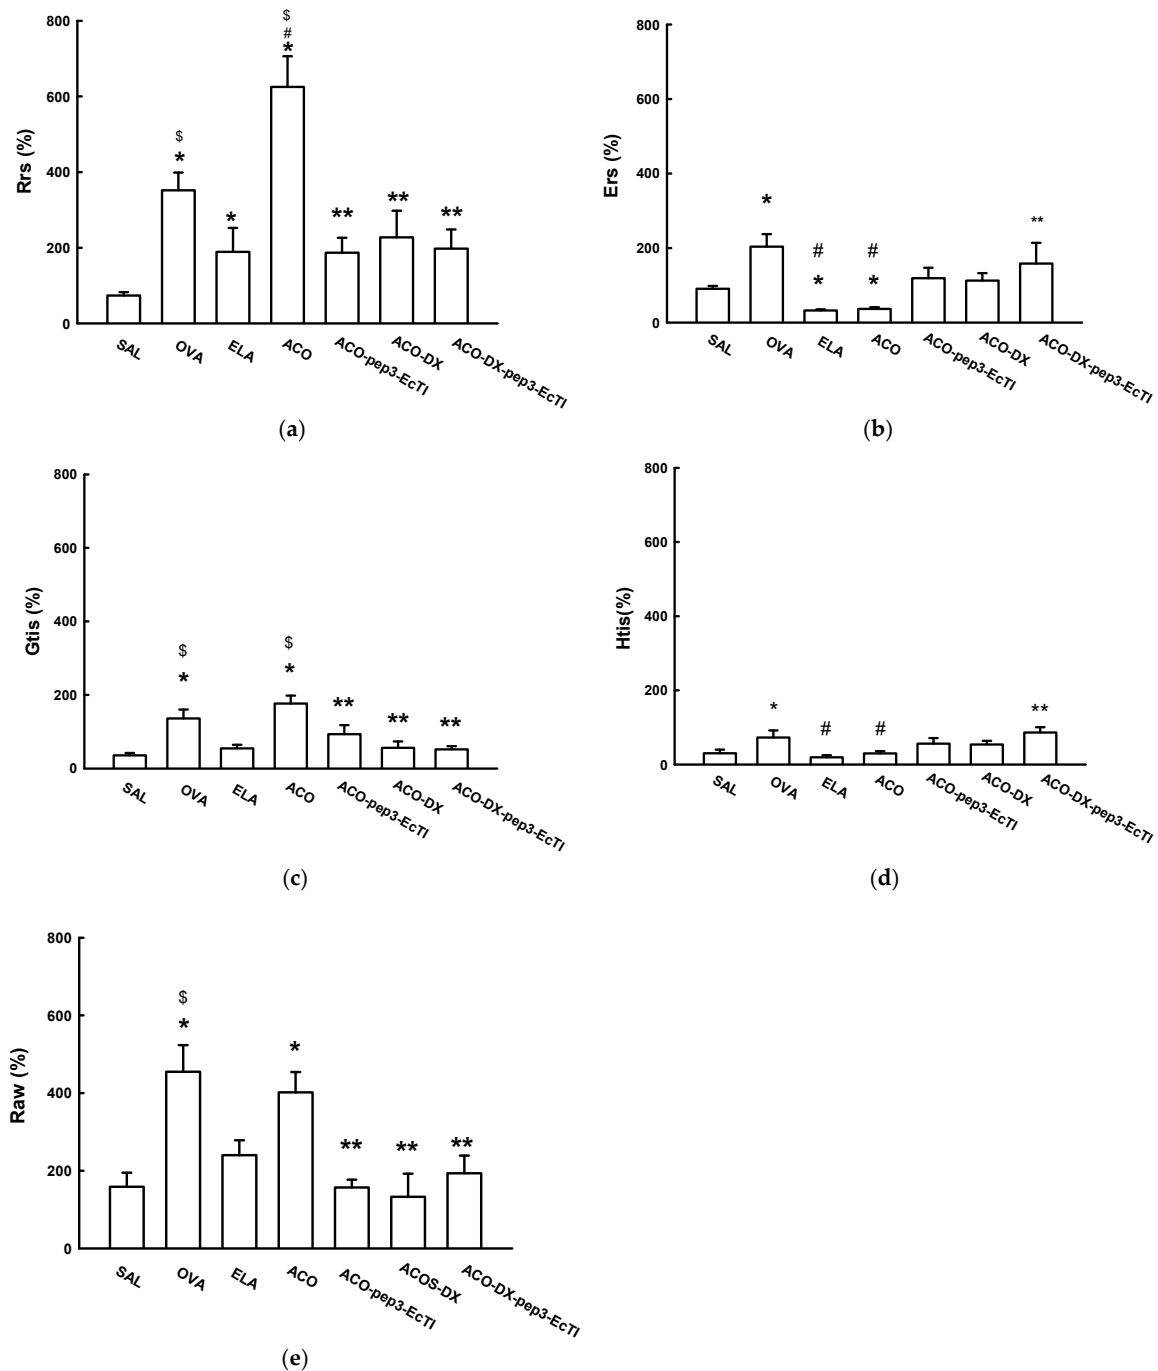 800
600
400
200
0
Rrs (%)
$
*
*
$
#
*
**
**
**
SAL
OVA
ELA
ACO
ACO-pep3-EcTI
ACO-DX
ACO-DX-pep3-EcTI
(a)
800
600
400
200
0
Ers (%)
*
#
*
#
*
**
SAL
OVA
ELA
ACO
ACO-pep3-EcTI
ACO-DX
ACO-DX-pep3-EcTI
(b)
800
600
400
200
0
Gtis (%)
$
*
$
*
**
**
**
SAL
OVA
ELA
ACO
ACO-pep3-EcTI
ACO-DX
ACO-DX-pep3-EcTI
(c)
800
600
400
200
0
Htis(%)
*
#
#
**
SAL
OVA
ELA
ACO
ACO-pep3-EcTI
ACO-DX
ACO-DX-pep3-EcTI
(d)
800
600
400
200
0
Raw (%)
$
*
*
**
**
**
SAL
OVA
ELA
ACO
ACO-pep3-EcTI
ACOS-DX
ACO-DX-pep3-EcTI
(e)